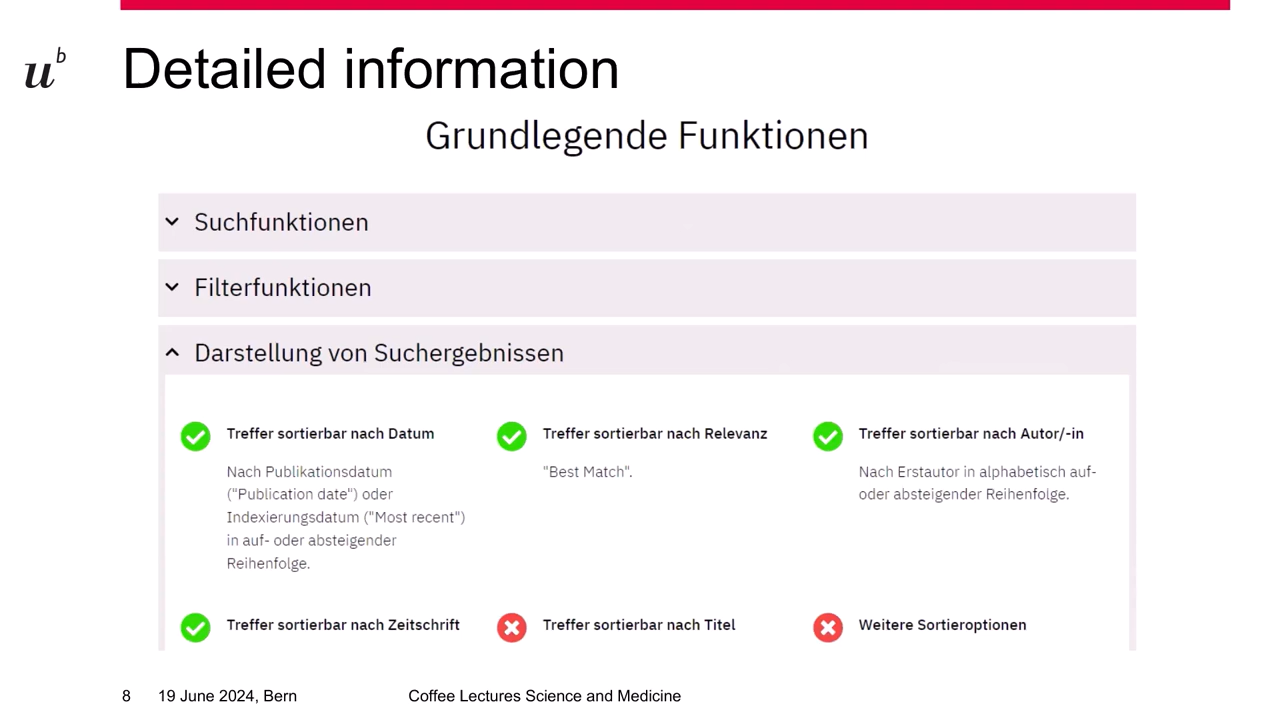 u^b
Detailed information
Grundlegende Funktionen
Suchfunktionen
Filterfunktionen
Darstellung von Suchergebnissen
Treffer sortierbar nach Datum
Nach Publikationsdatum
("Publication date") oder
Indexierungsdatum ("Most recent")
in auf- oder absteigender
Reihenfolge.
Treffer sortierbar nach Relevanz
"Best Match".
Treffer sortierbar nach Autor/-in
Nach Erstautor in alphabetisch auf-
oder absteigender Reihenfolge.
Treffer sortierbar nach Zeitschrift
Treffer sortierbar nach Titel
Weitere Sortieroptionen
8 19 June 2024, Bern Coffee Lectures Science and Medicine